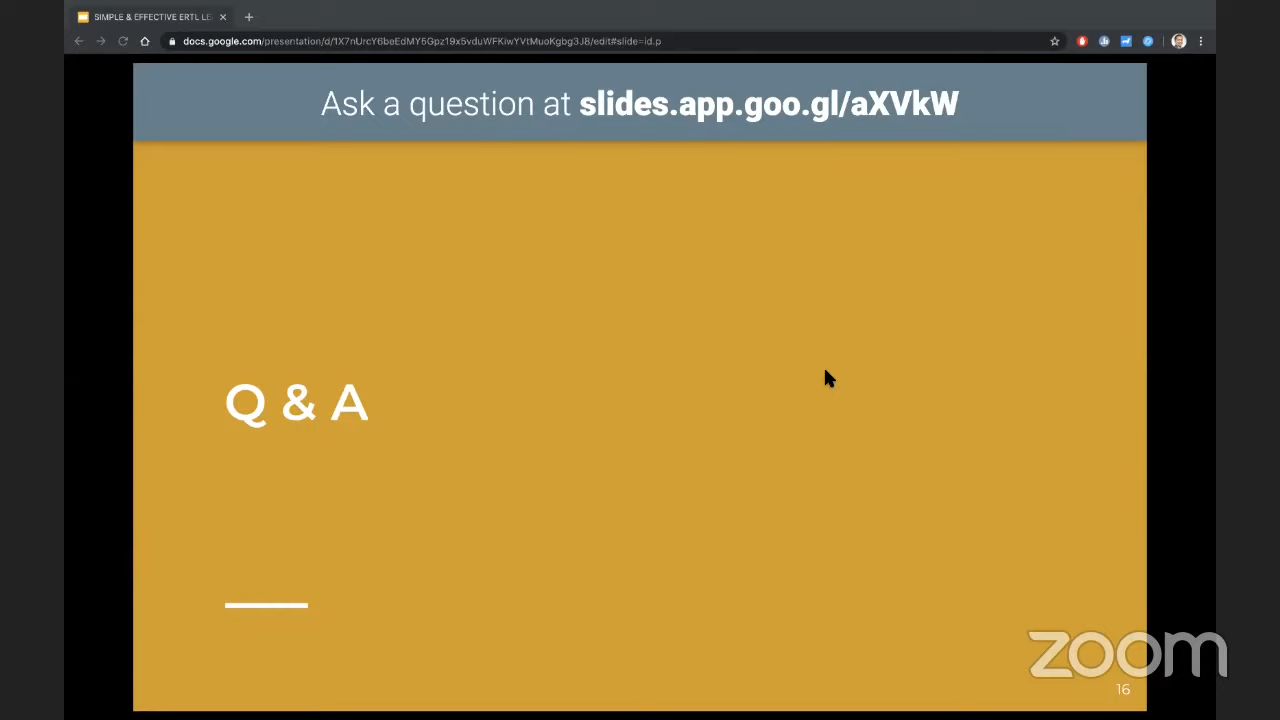 SIMPLE & EFFECTIVE ERTL LE
docs.google.com/presentation/d/1X7nUrcY6beEdMY5Gpz19x5vduWFKiwYVtMuoKgbg3J8/edit#slide=id.p
Ask a question at slides.app.goo.gl/aXVkW
Q & A
zoom
16